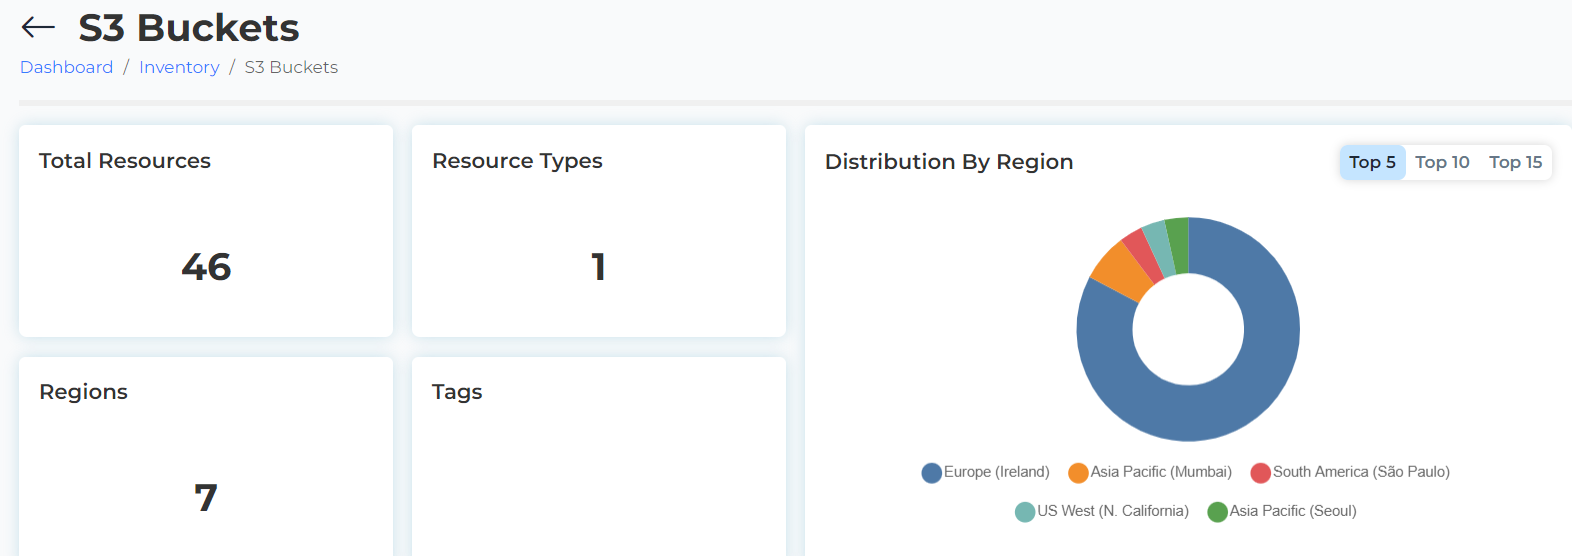 S3 Buckets
Dashboard / Inventory / S3 Buckets
Total Resources
46
Resource Types
1
Regions
7
Tags
Distribution By Region
Top 5 Top 10 Top 15
Europe (Ireland) Asia Pacific (Mumbai) South America (São Paulo)
US West (N. California) Asia Pacific (Seoul)